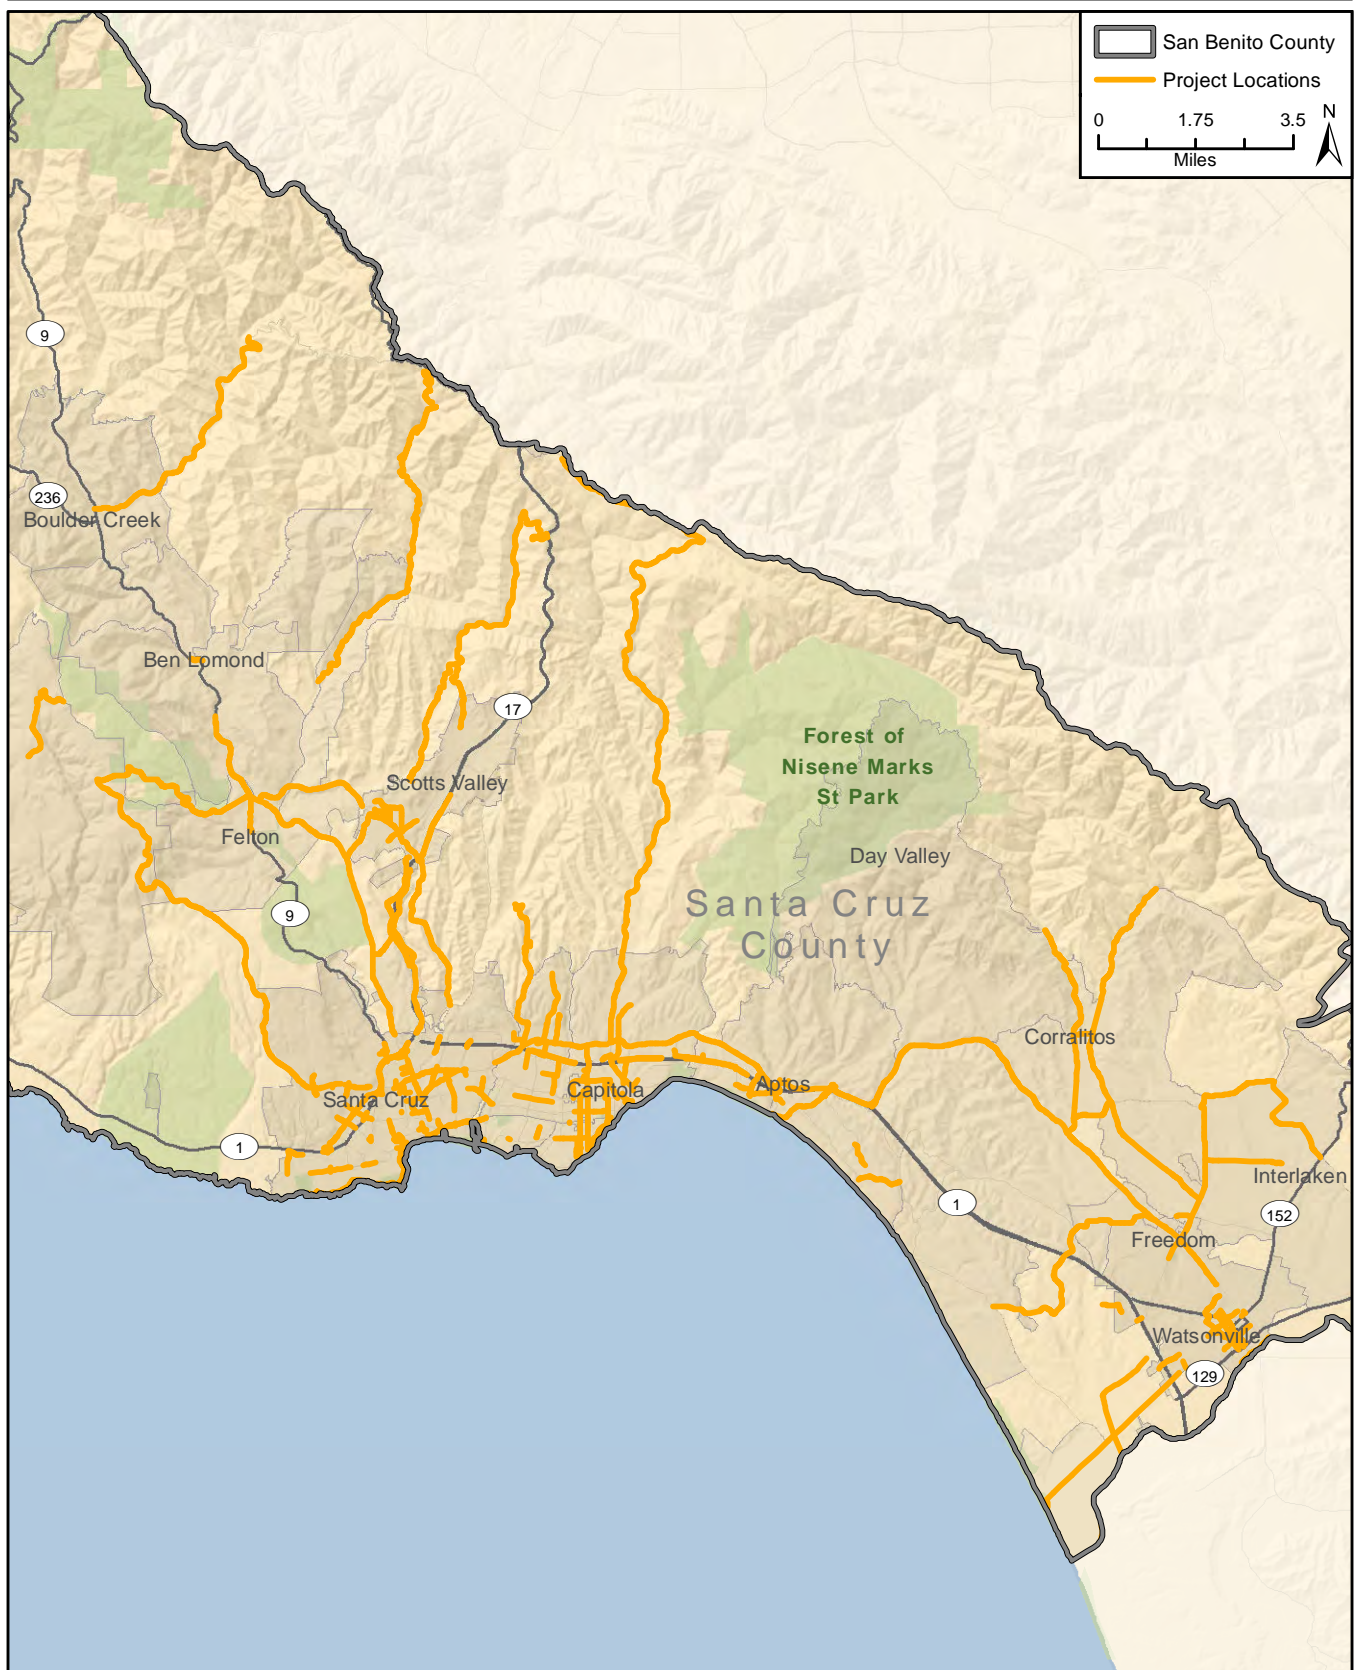 San Benito County
Project Locations
0 1.75 3.5
N
Miles
9
236
Boulder Creek
Ben Lomond
17
Forest of
Nisene Marks
St Park
Scotts Valley
Felton
Day Valley
Santa Cruz
County
9
Corralitos
Aptos
Capitola
Santa Cruz
1
Interlaken
1
152
Freedom
Watsonville
129